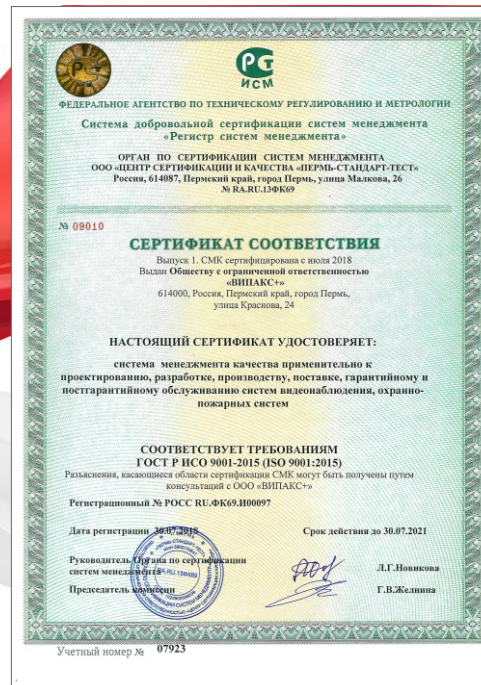 РСТ
РСТ
ИСМ
ФЕДЕРАЛЬНОЕ АГЕНТСТВО ПО ТЕХНИЧЕСКОМУ РЕГУЛИРОВАНИЮ И МЕТРОЛОГИИ
Система добровольной сертификации систем менеджмента
«Регистр систем менеджмента»
ОРГАН ПО СЕРТИФИКАЦИИ СИСТЕМ МЕНЕДЖМЕНТА
ООО «ЦЕНТР СЕРТИФИКАЦИИ И КАЧЕСТВА «ПЕРМЬ-СТАНДАРТ-ТЕСТ»
Россия, 614087, Пермский край, город Пермь, улица Малкова, 26
№ RA.RU.13ФК69
№ 09010
СЕРТИФИКАТ СООТВЕТСТВИЯ
Выпуск 1. СМК сертифицирована с июля 2018
Выдан Обществу с ограниченной ответственностью
«ВИПАКС+»
614000, Россия, Пермский край, город Пермь,
улица Краснова, 24
НАСТОЯЩИЙ СЕРТИФИКАТ УДОСТОВЕРЯЕТ:
система менеджмента качества применительно к
проектированию, разработке, производству, поставке, гарантийному и
постгарантийному обслуживанию систем видеонаблюдения, охранно-
пожарных систем
СООТВЕТСТВУЕТ ТРЕБОВАНИЯМ
ГОСТ Р ИСО 9001-2015 (ISO 9001:2015)
Разъяснения, касающиеся области сертификации СМК могут быть получены путем
консультаций с ООО «ВИПАКС+»
Регистрационный № РОСС RU.ФК69.И00097
Дата регистрации 30.07.2018 Срок действия до 30.07.2021
Руководитель Органа по сертификации
систем менеджмента Л.Г.Новикова
Председатель комиссии Г.В.Желнина
Учетный номер № 07923